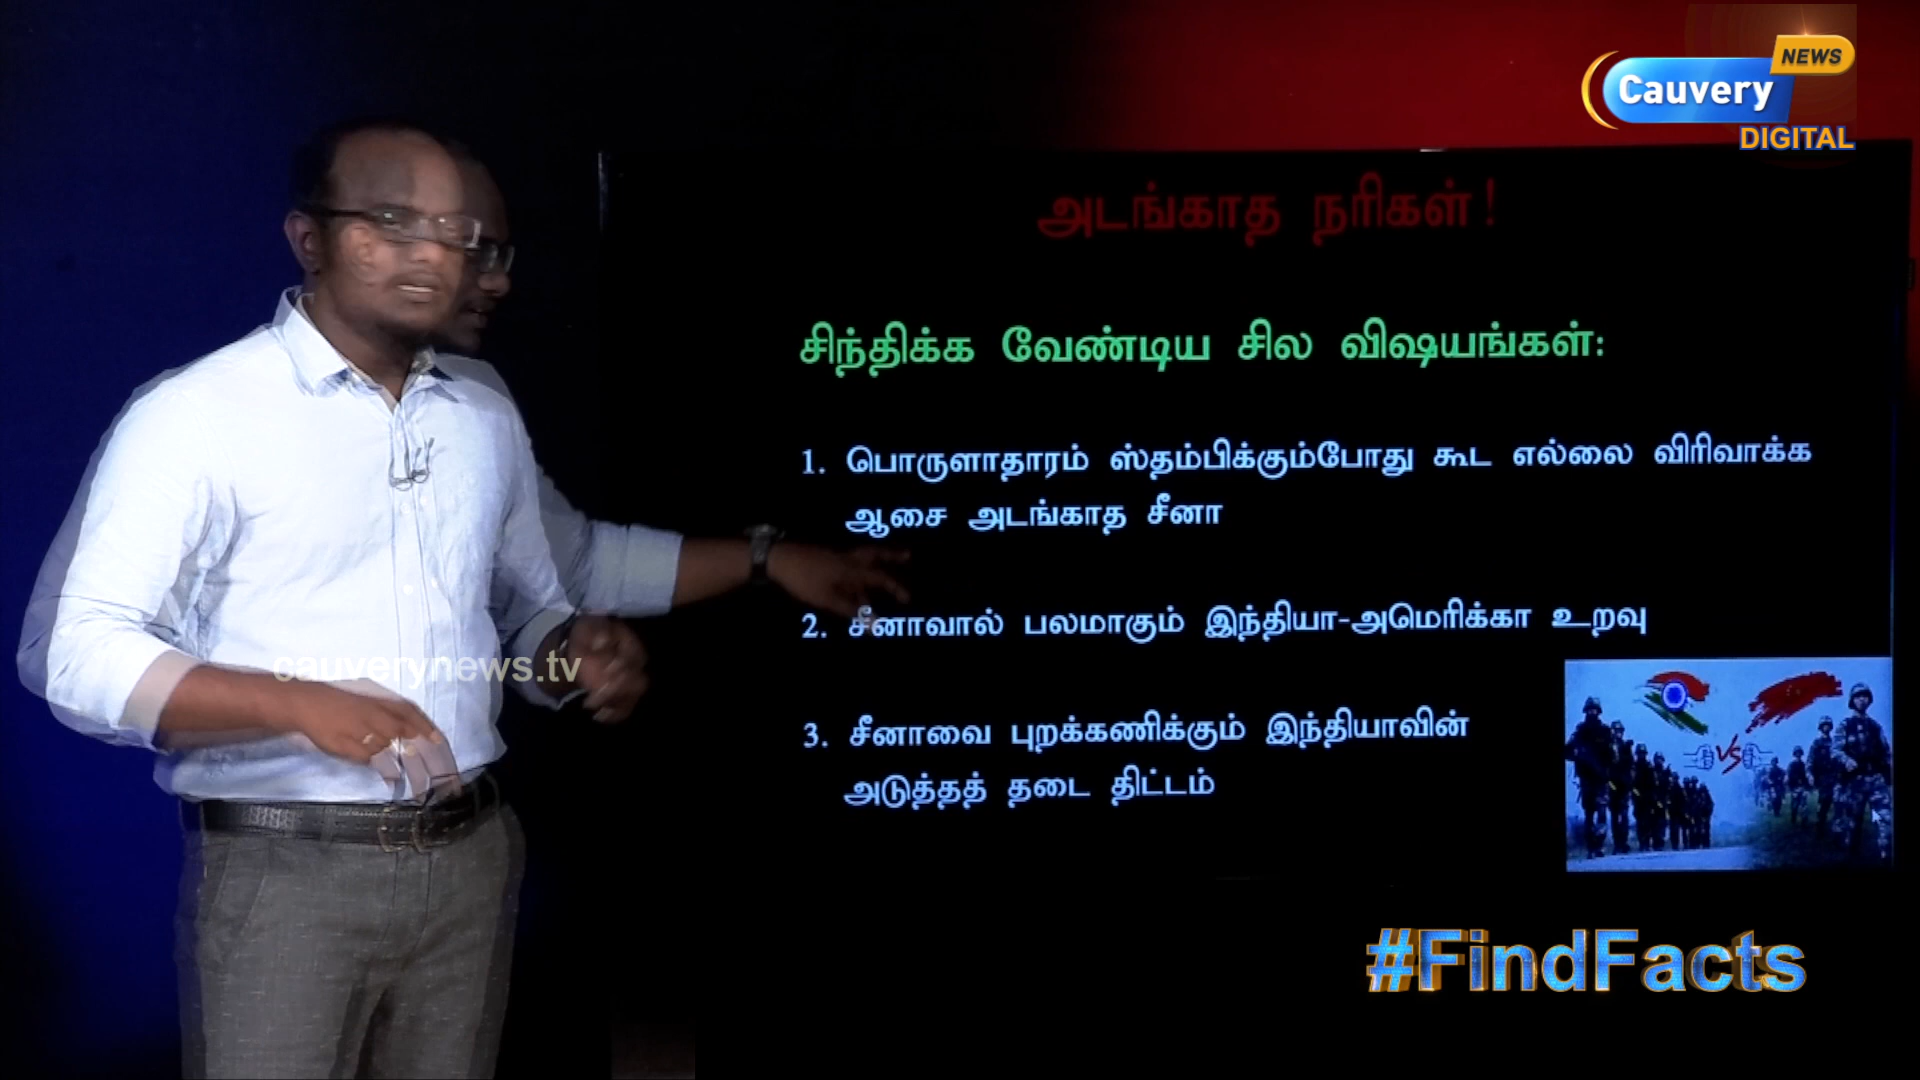 NEWS
Cauvery
DIGITAL
அடங்காத நரிகள்!
சிந்திக்க வேண்டிய சில விஷயங்கள்:
1. பொருளாதாரம் ஸ்தம்பிக்கும்போது கூட எல்லை விரிவாக்க
ஆசை அடங்காத சீனா
2. சீனாவால் பலமாகும் இந்தியா-அமெரிக்கா உறவு
3. சீனாவை புறக்கணிக்கும் இந்தியாவின்
அடுத்தத் தடை திட்டம்
VS
cauverynews.tv
#FindFacts